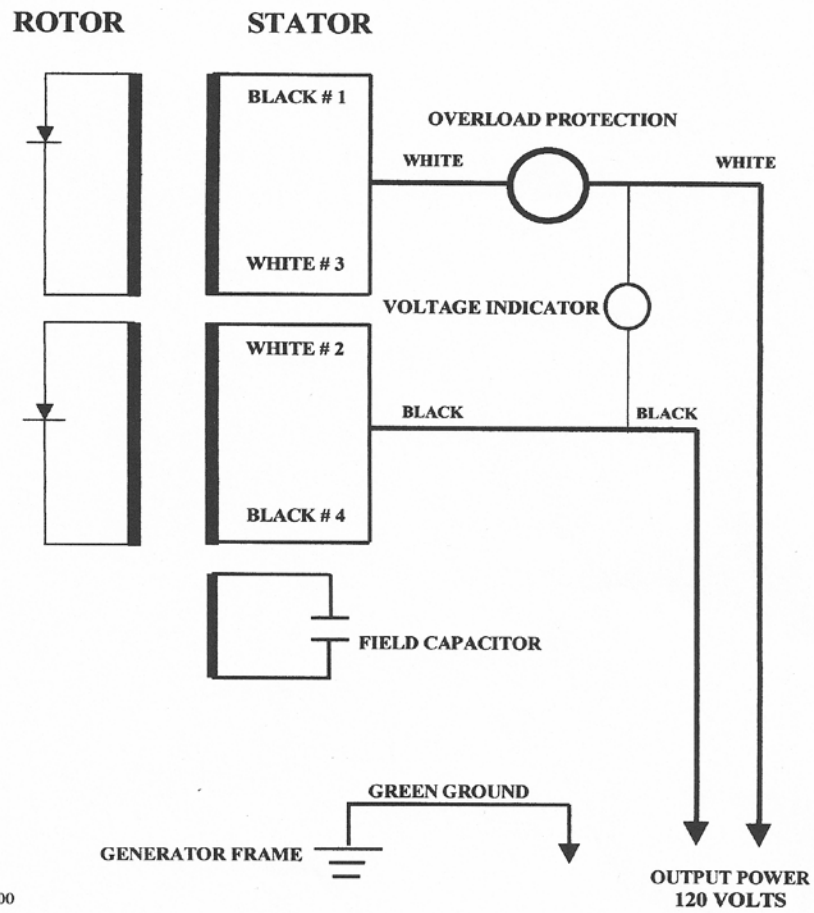 ROTOR
STATOR
BLACK # 1
OVERLOAD PROTECTION
WHITE
WHITE
WHITE # 3
VOLTAGE INDICATOR
WHITE # 2
BLACK
BLACK
BLACK # 4
FIELD CAPACITOR
GREEN GROUND
GENERATOR FRAME
OUTPUT POWER
120 VOLTS
00